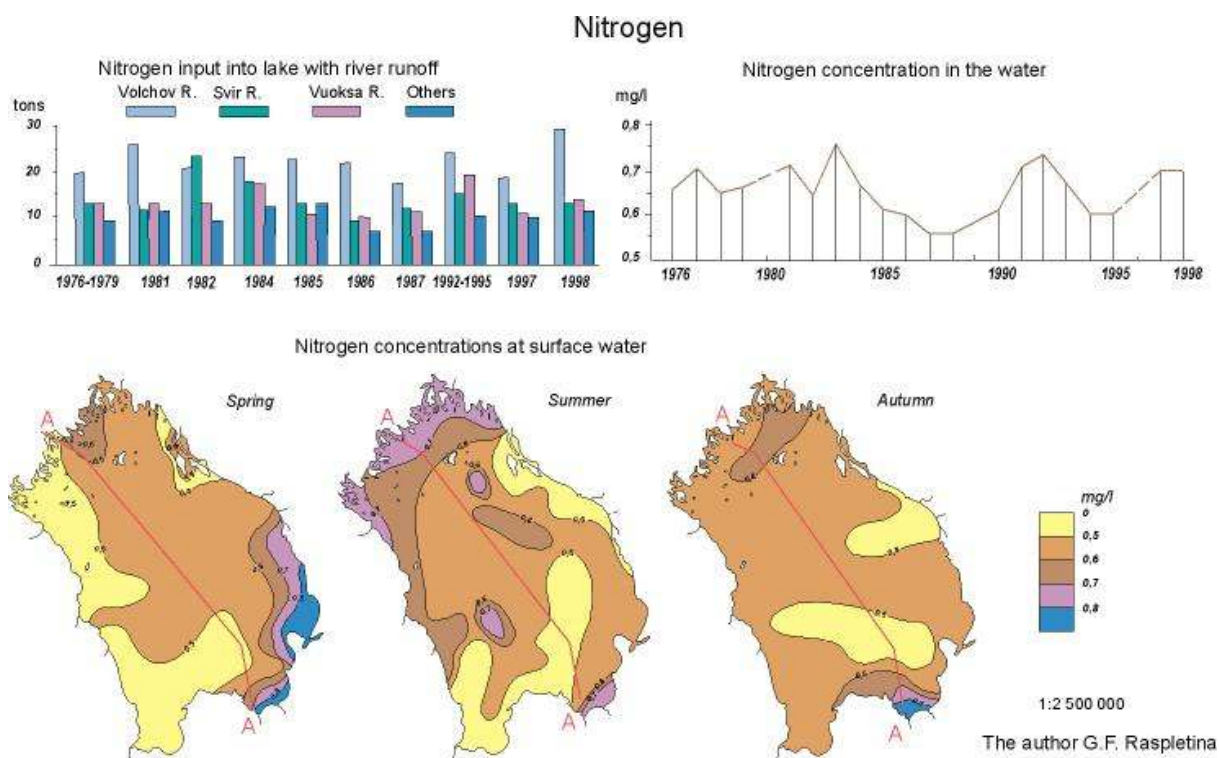 Nitrogen
Nitrogen input into lake with river runoff
Volchov R. Svir R. Vuoksa R. Others
tons
30
20
10
0
1976-1979 1981 1982 1984 1985 1986 1987 1992-1995 1997 1998
Nitrogen concentration in the water
mg/l
0,8
0,7
0,6
0,5
1976 1980 1985 1990 1995 1998
Nitrogen concentrations at surface water
Spring
A
A
Summer
A
A
Autumn
A
A
mg/l
0
0,5
0,6
0,7
0,8
1:2 500 000
The author G.F. Raspletina